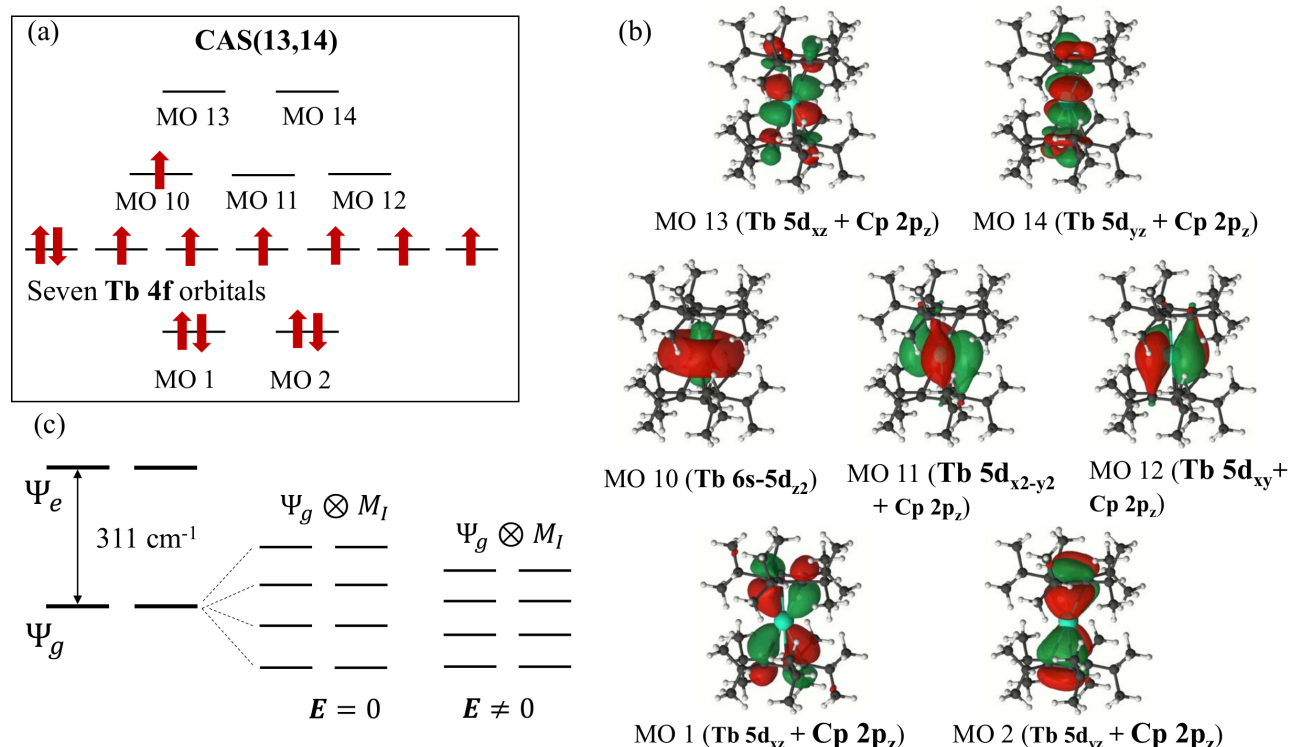 (a)
CAS(13,14)
MO 13
MO 14
MO 10
MO 11
MO 12
Seven Tb 4f orbitals
MO 1
MO 2
(b)
MO 13 (Tb 5dxz + Cp 2pz)
MO 14 (Tb 5dyz + Cp 2pz)
MO 10 (Tb 6s-5dz2)
MO 11 (Tb 5dx2-y2
+ Cp 2pz)
MO 12 (Tb 5dxy+
Cp 2pz)
MO 1 (Tb 5dxz + Cp 2pz)
MO 2 (Tb 5dyz + Cp 2pz)
(c)
Ψe
311 cm⁻¹
Ψg
Ψg ⊗ MI
Ψg ⊗ MI
E = 0
E ≠ 0